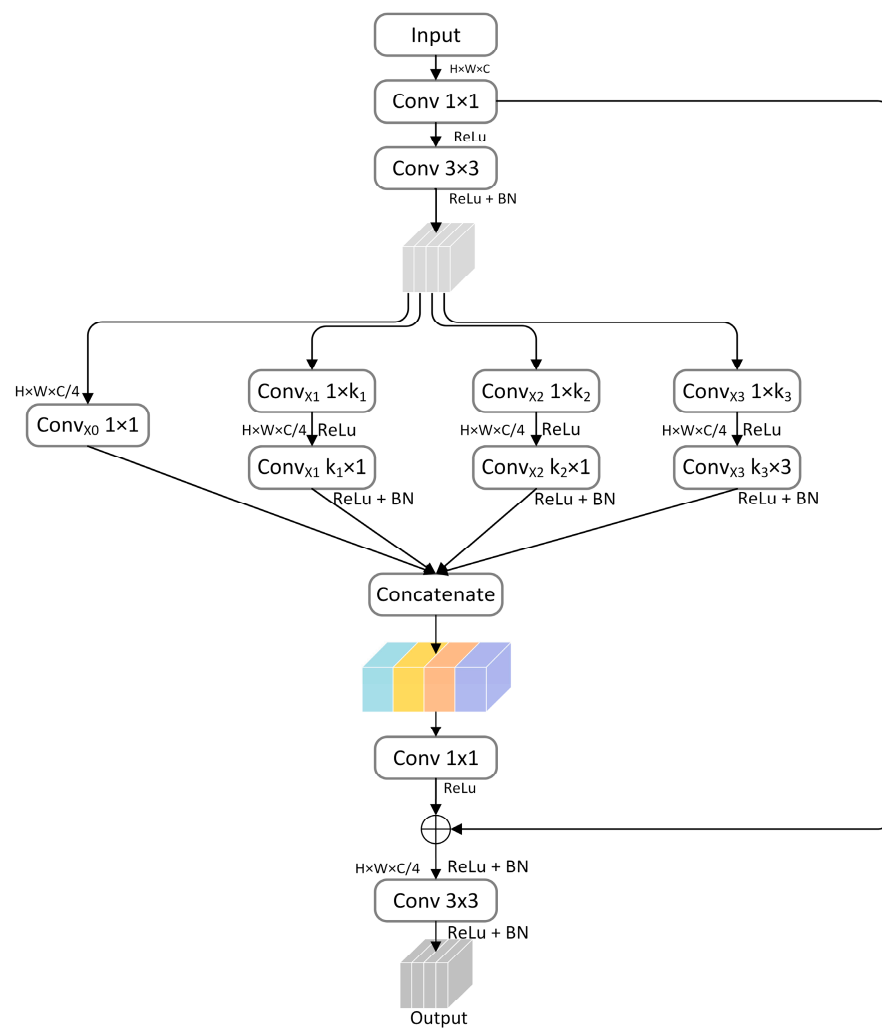 Input
H×W×C
Conv 1×1
ReLu
Conv 3×3
ReLu + BN
H×W×C/4
Conv_X0 1×1
Conv_X1 1×k_1
H×W×C/4 ReLu
Conv_X1 k_1×1
ReLu + BN
Conv_X2 1×k_2
H×W×C/4 ReLu
Conv_X2 k_2×1
ReLu + BN
Conv_X3 1×k_3
H×W×C/4 ReLu
Conv_X3 k_3×3
ReLu + BN
Concatenate
Conv 1x1
ReLu
H×W×C/4 ReLu + BN
Conv 3x3
ReLu + BN
Output